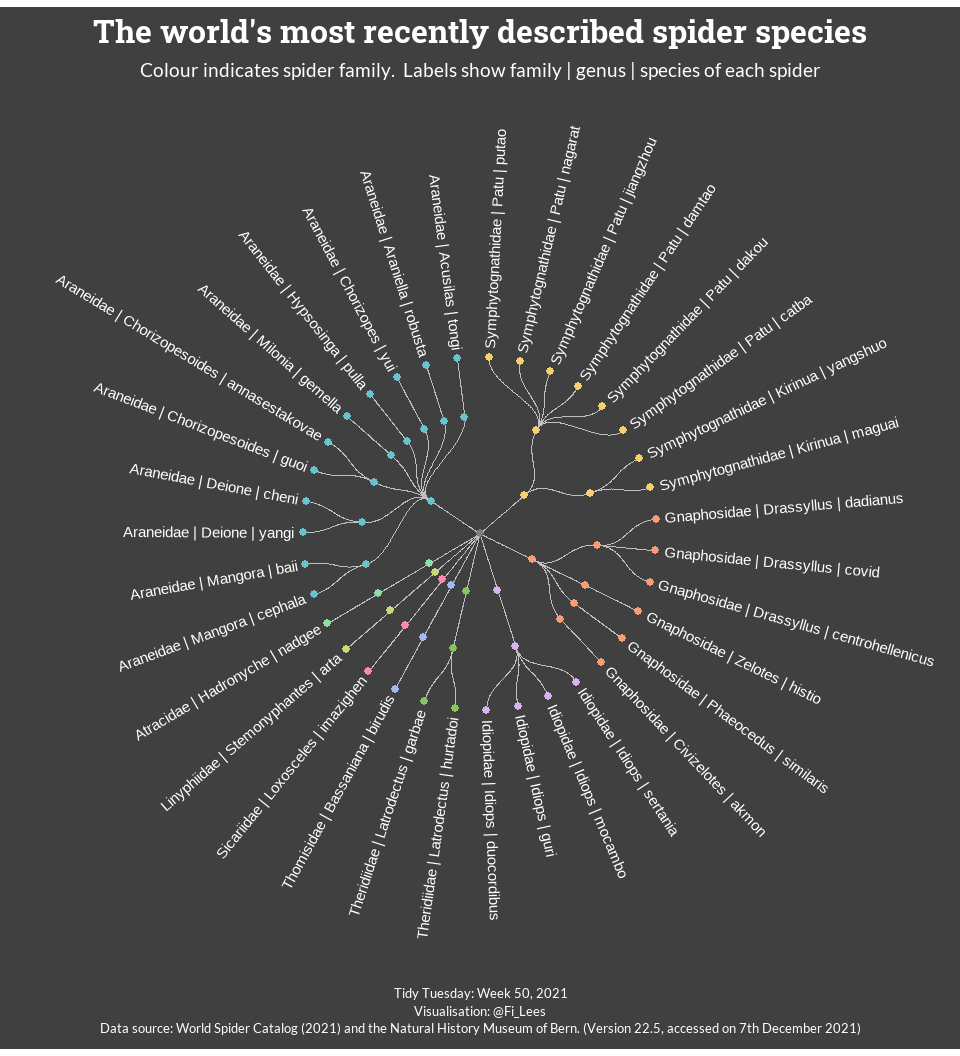 The world's most recently described spider species
Colour indicates spider family.  Labels show family | genus | species of each spider
Symphytognathidae | Patu | putao
Symphytognathidae | Patu | nagarat
Symphytognathidae | Patu | jiangzhou
Symphytognathidae | Patu | damtao
Symphytognathidae | Patu | dakou
Symphytognathidae | Patu | catba
Symphytognathidae | Kirinua | yangshuo
Symphytognathidae | Kirinua | maguai
Gnaphosidae | Drassyllus | dadianus
Gnaphosidae | Drassyllus | covid
Gnaphosidae | Drassyllus | centrohellenicus
Gnaphosidae | Zelotes | histio
Gnaphosidae | Phaeocedus | similaris
Gnaphosidae | Civizelotes | akmon
Idiopidae | Idiops | sertania
Idiopidae | Idiops | mocambo
Idiopidae | Idiops | guri
Idiopidae | Idiops | duocordibus
Theridiidae | Latrodectus | hurtadoi
Theridiidae | Latrodectus | garbae
Thomisidae | Bassaniana | birudis
Sicariidae | Loxosceles | imazighen
Linyphiidae | Stemonyphantes | arta
Atracidae | Hadronyche | nadgee
Araneidae | Mangora | cephala
Araneidae | Mangora | baii
Araneidae | Deione | yangi
Araneidae | Deione | cheni
Araneidae | Chorizopesoides | guoi
Araneidae | Chorizopesoides | annasestakovae
Araneidae | Milonia | gemella
Araneidae | Hypsosinga | pulla
Araneidae | Chorizopes | yui
Araneidae | Araniella | robusta
Araneidae | Acusilas | tongi
Tidy Tuesday: Week 50, 2021
Visualisation: @Fi_Lees
Data source: World Spider Catalog (2021) and the Natural History Museum of Bern. (Version 22.5, accessed on 7th December 2021)